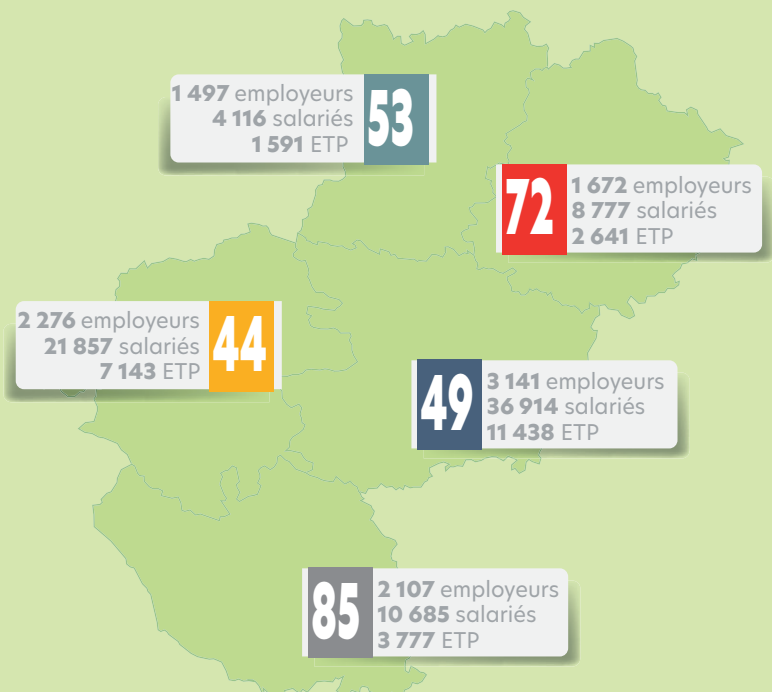 1 497 employeurs
4 116 salariés
1 591 ETP
53
72
1 672 employeurs
8 777 salariés
2 641 ETP
2 276 employeurs
21 857 salariés
7 143 ETP
44
49
3 141 employeurs
36 914 salariés
11 438 ETP
85
2 107 employeurs
10 685 salariés
3 777 ETP